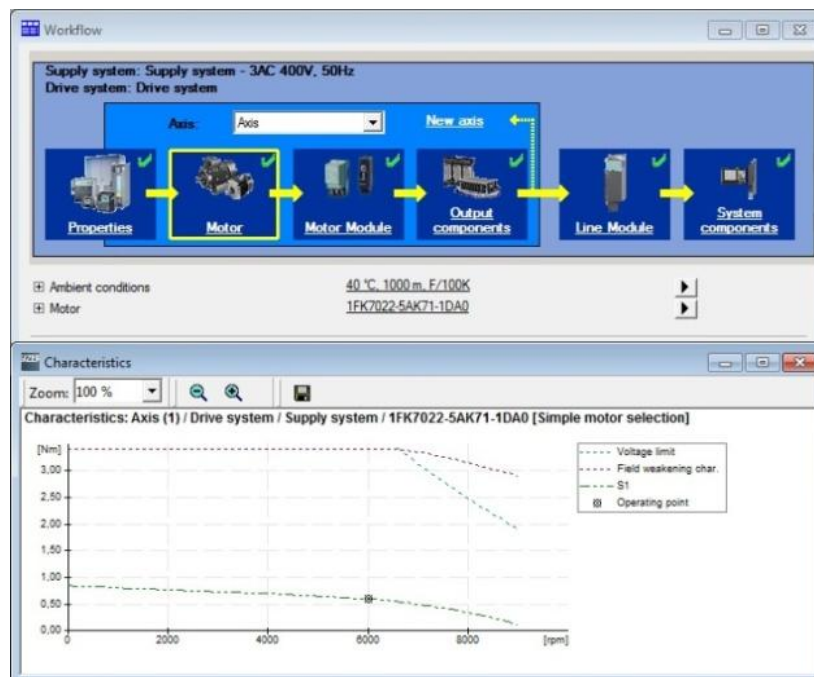 Workflow
Supply system: Supply system - 3AC 400V, 50Hz
Drive system: Drive system
Axis: Axis New axis
Properties Motor Motor Module Output components Line Module System components
Ambient conditions 40 °C, 1000 m, F/100K
Motor 1FK7022-5AK71-1DA0
Characteristics
Zoom: 100 %
Characteristics: Axis (1) / Drive system / Supply system / 1FK7022-5AK71-1DA0 [Simple motor selection]
[Nm]
3,00
2,50
2,00
1,50
1,00
0,50
0,00
0 2000 4000 6000 8000 [rpm]
Voltage limit
Field weakening char.
S1
Operating point